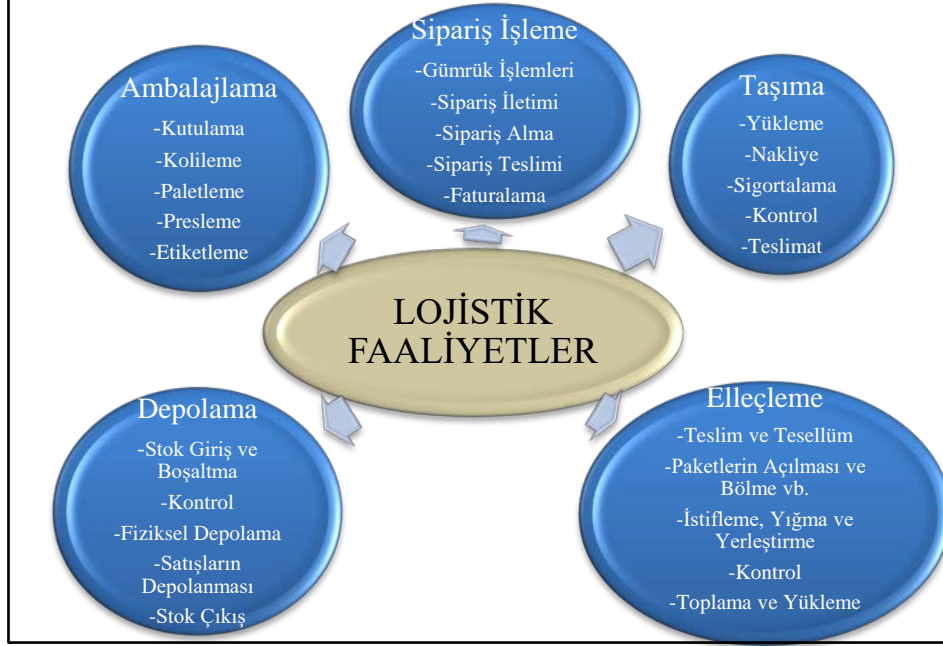 Sipariş İşleme
-Gümrük İşlemleri
-Sipariş İletimi
-Sipariş Alma
-Sipariş Teslimi
-Faturalama
Ambalajlama
-Kutulama
-Kolileme
-Paletleme
-Presleme
-Etiketleme
Taşıma
-Yükleme
-Nakliye
-Sigortalama
-Kontrol
-Teslimat
LOJİSTİK
FAALİYETLER
Depolama
-Stok Giriş ve
Boşaltma
-Kontrol
-Fiziksel Depolama
-Satışların
Depolanması
-Stok Çıkış
Elleçleme
-Teslim ve Tesellüm
-Paketlerin Açılması ve
Bölme vb.
-İstifleme, Yığma ve
Yerleştirme
-Kontrol
-Toplama ve Yükleme